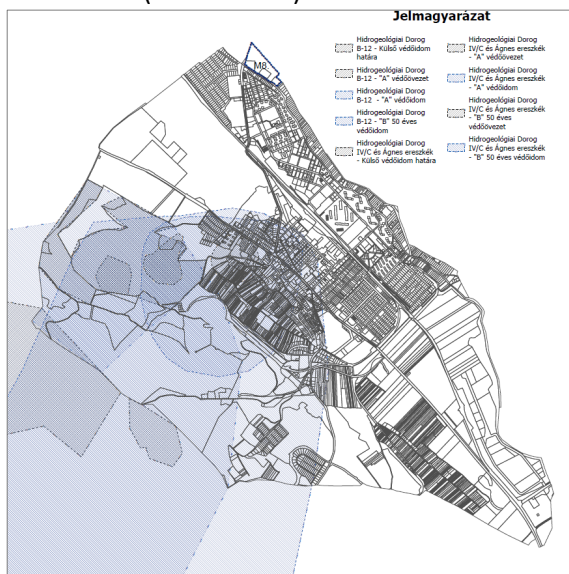 Jelmagyarázat
M8
Hidrogeológiai Dorog
B-12 - Külső védőidom
határa
Hidrogeológiai Dorog
B-12 - "A" védőövezet
Hidrogeológiai Dorog
B-12 - "A" védőidom
Hidrogeológiai Dorog
B-12 - "B" 50 éves
védőidom
Hidrogeológiai Dorog
IV/C és Ágnes ereszkék
- Külső védőidom határa
Hidrogeológiai Dorog
IV/C és Ágnes ereszkék
- "A" védőövezet
Hidrogeológiai Dorog
IV/C és Ágnes ereszkék
- "A" védőidom
Hidrogeológiai Dorog
IV/C és Ágnes ereszkék
- "B" 50 éves
védőövezet
Hidrogeológiai Dorog
IV/C és Ágnes ereszkék
- "B" 50 éves védőidom